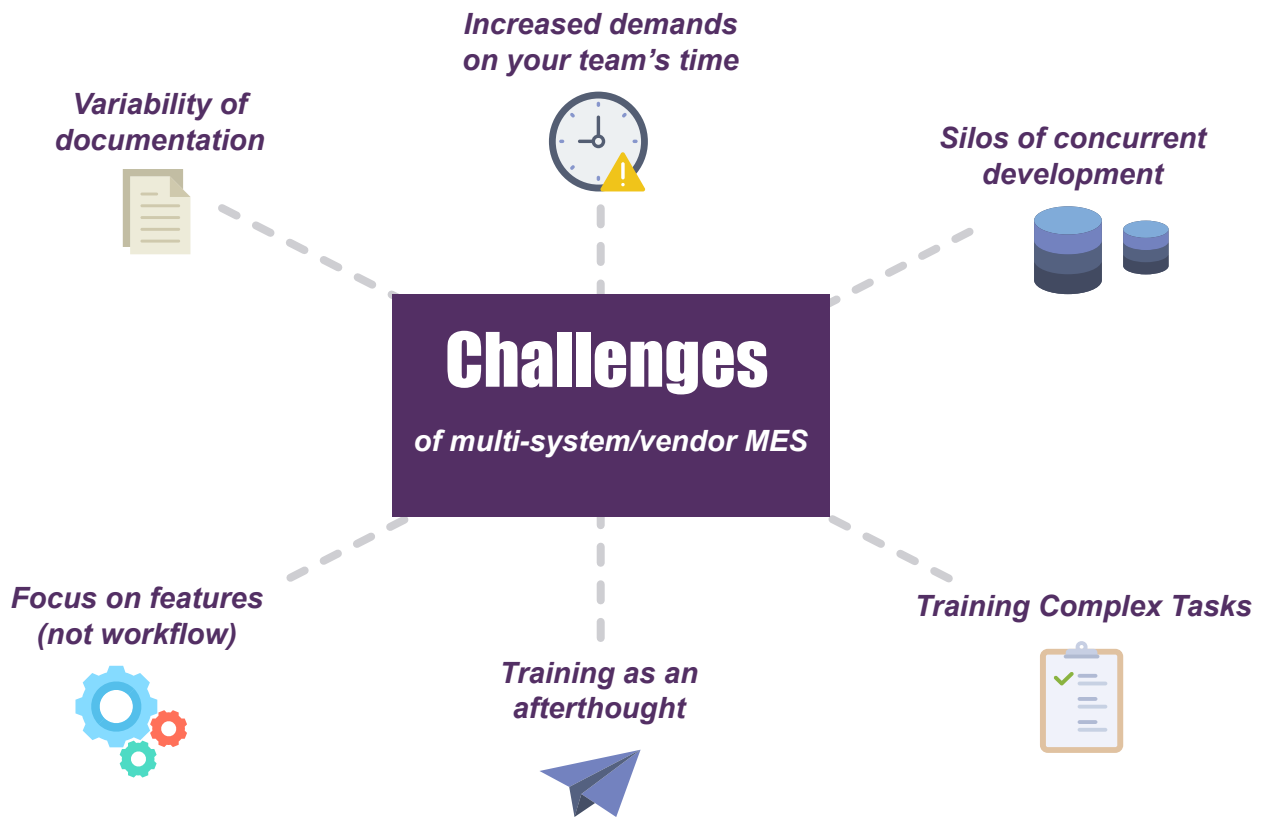 Increased demands
on your team’s time
Variability of
documentation
Silos of concurrent
development
Challenges
of multi-system/vendor MES
Focus on features
(not workflow)
Training as an
afterthought
Training Complex Tasks